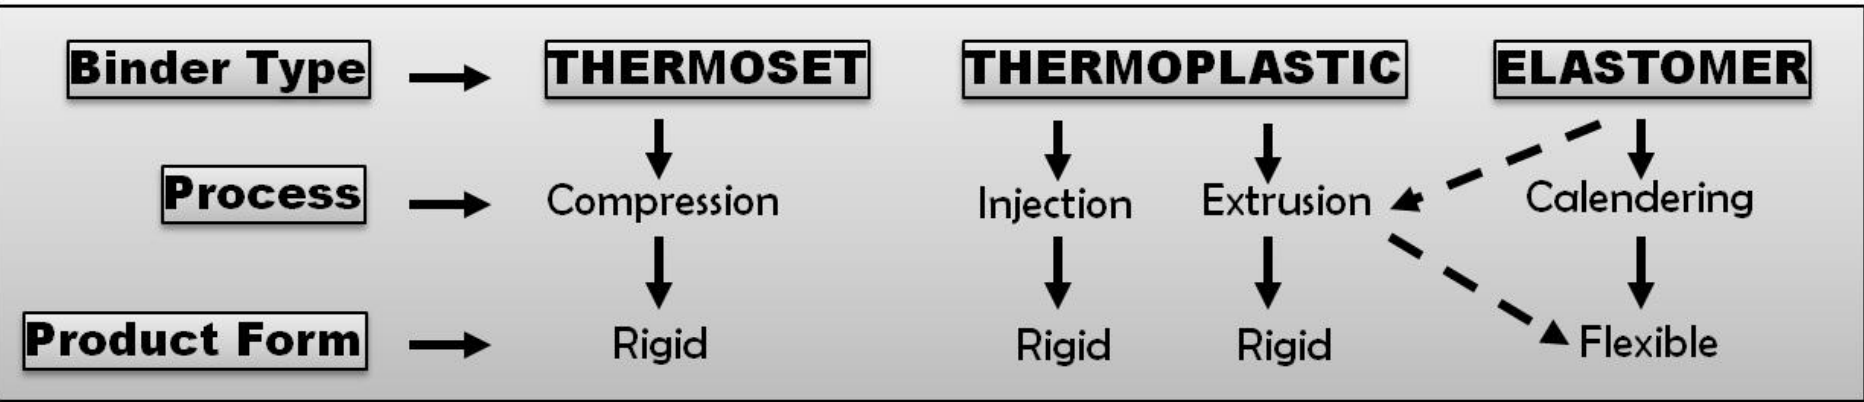 Binder Type THERMOSET THERMOPLASTIC ELASTOMER
Process Compression Injection Extrusion Calendering
Product Form Rigid Rigid Rigid Flexible